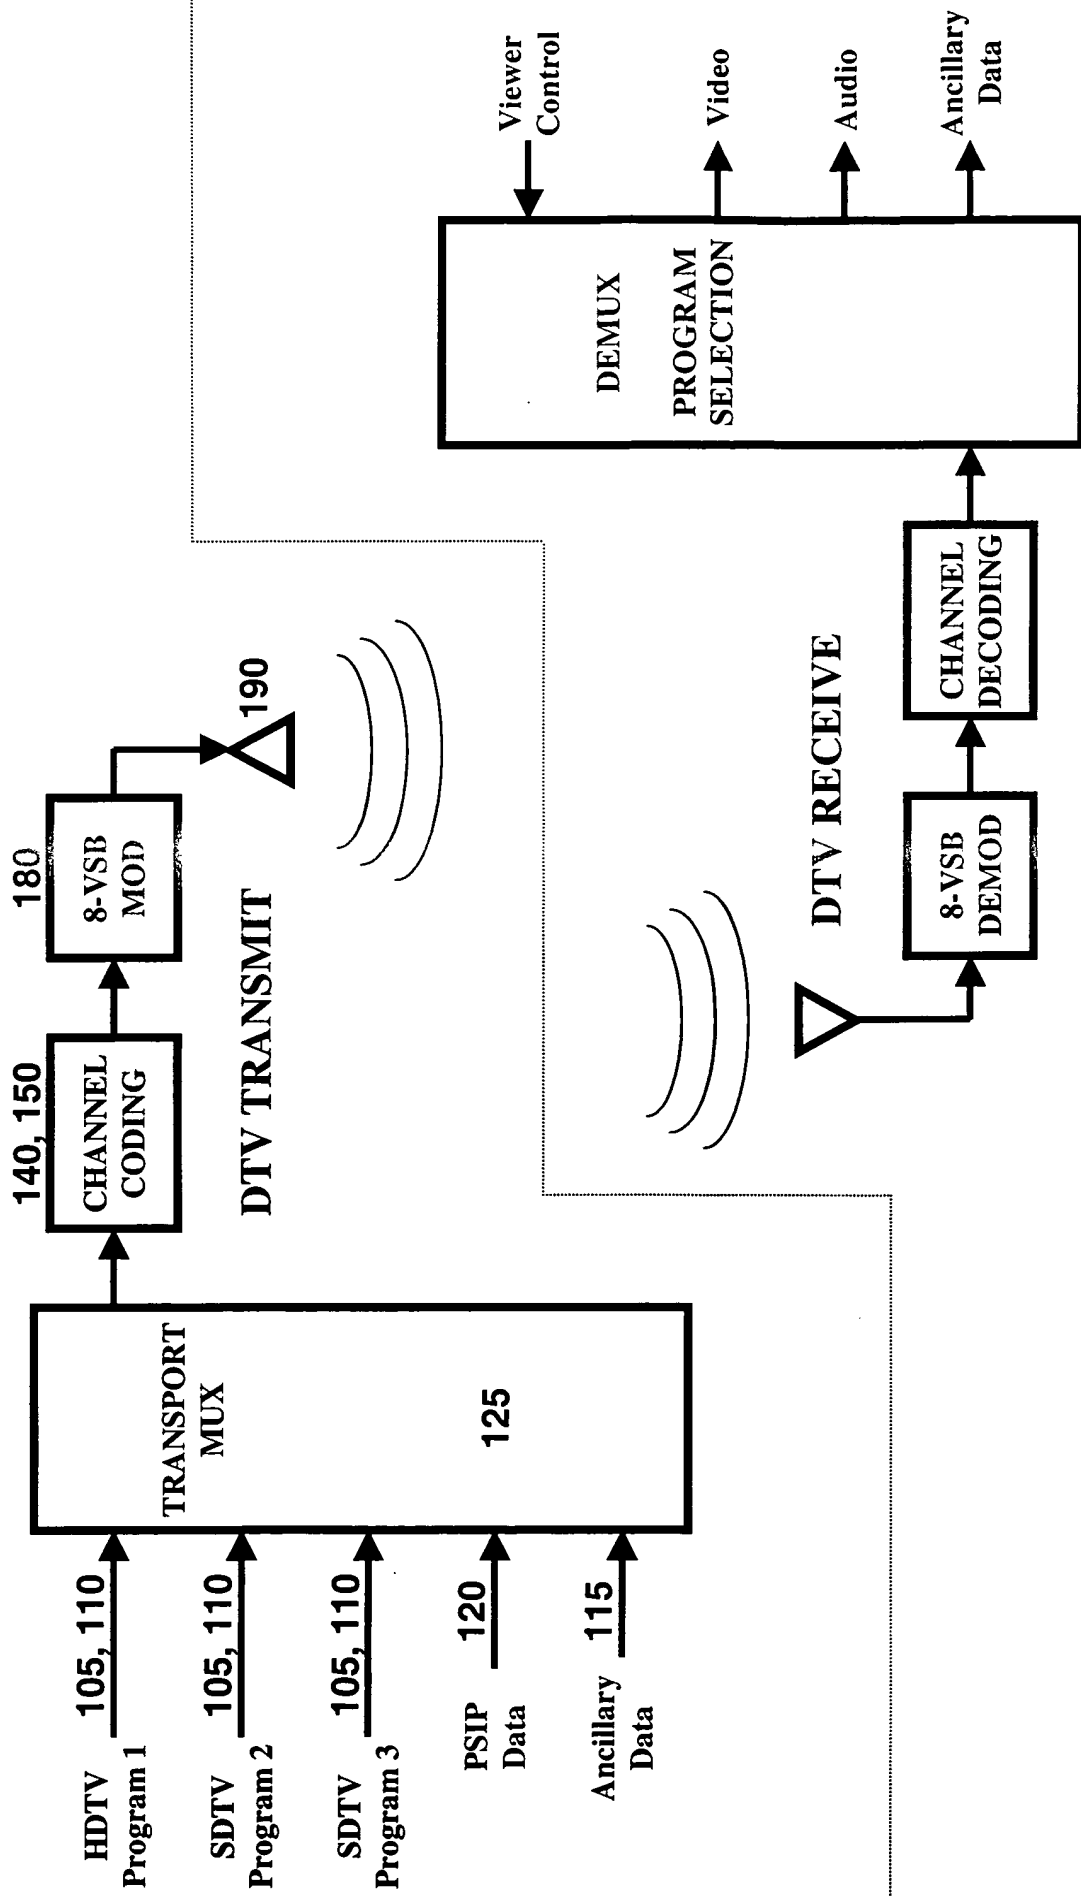 HDTV
Program 1
105, 110
SDTV
Program 2
105, 110
SDTV
Program 3
105, 110
PSIP
Data
120
Ancillary
Data
115
TRANSPORT
MUX
125
140, 150
CHANNEL
CODING
180
8-VSB
MOD
190
DTV TRANSMIT
DTV RECEIVE
8-VSB
DEMOD
CHANNEL
DECODING
DEMUX
PROGRAM
SELECTION
Viewer
Control
Video
Audio
Ancillary
Data